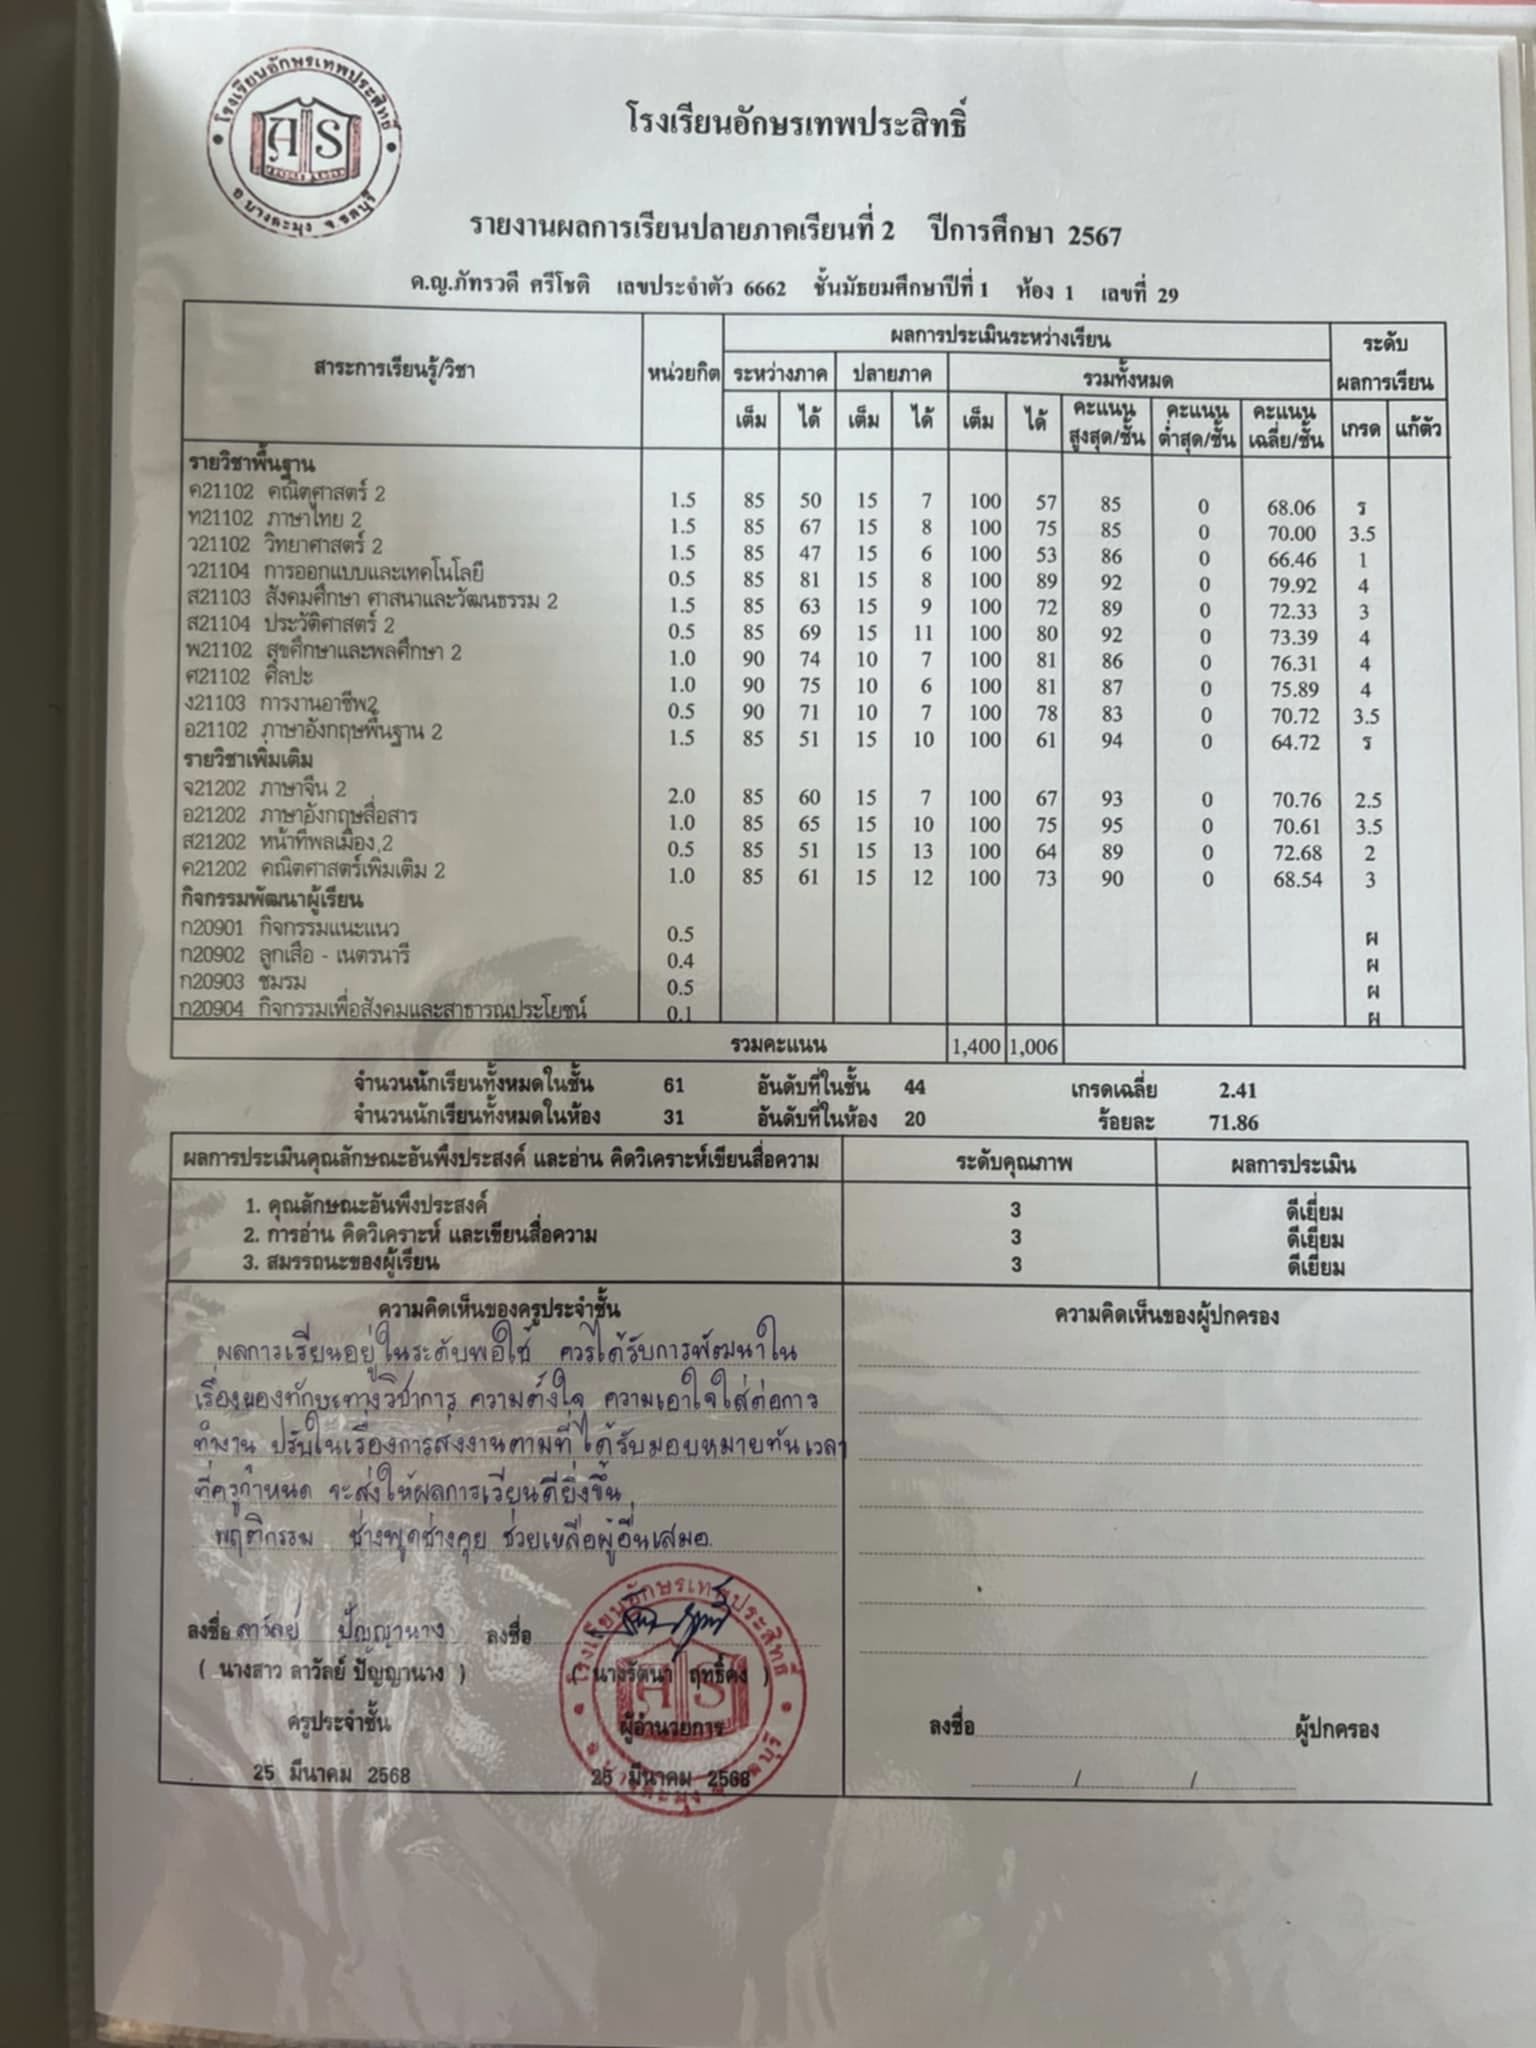 โรงเรียนอักษรเทพประสิทธิ์
อ.บางละมุง จ.ชลบุรี
AS
โรงเรียนอักษรเทพประสิทธิ์
รายงานผลการเรียนปลายภาคเรียนที่ 2 ปีการศึกษา 2567
ด.ญ.ภัทรวดี ศรีโชติ เลขประจำตัว 6662 ชั้นมัธยมศึกษาปีที่ 1 ห้อง 1 เลขที่ 29
สาระการเรียนรู้/วิชา หน่วยกิต ผลการประเมินระหว่างเรียน ระดับผลการเรียน
ระหว่างภาค ปลายภาค รวมทั้งหมด
เต็ม ได้ เต็ม ได้ เต็ม ได้ คะแนนสูงสุด/ชั้น คะแนนต่ำสุด/ชั้น คะแนนเฉลี่ย/ชั้น เกรด แก้ตัว
รายวิชาพื้นฐาน
ค21102 คณิตศาสตร์ 2 1.5 85 50 15 7 100 57 85 0 68.06 ร
ท21102 ภาษาไทย 2 1.5 85 67 15 8 100 75 85 0 70.00 3.5
ว21102 วิทยาศาสตร์ 2 1.5 85 47 15 6 100 53 86 0 66.46 1
ว21104 การออกแบบและเทคโนโลยี 0.5 85 81 15 8 100 89 92 0 79.92 4
ส21103 สังคมศึกษา ศาสนาและวัฒนธรรม 2 1.5 85 63 15 9 100 72 89 0 72.33 3
ส21104 ประวัติศาสตร์ 2 0.5 85 69 15 11 100 80 92 0 73.39 4
พ21102 สุขศึกษาและพลศึกษา 2 1.0 90 74 10 7 100 81 86 0 76.31 4
ศ21102 ศิลปะ 1.0 90 75 10 6 100 81 87 0 75.89 4
ง21103 การงานอาชีพ2 0.5 90 71 10 7 100 78 83 0 70.72 3.5
อ21102 ภาษาอังกฤษพื้นฐาน 2 1.5 85 51 15 10 100 61 94 0 64.72 ร
รายวิชาเพิ่มเติม
จ21202 ภาษาจีน 2 2.0 85 60 15 7 100 67 93 0 70.76 2.5
อ21202 ภาษาอังกฤษสื่อสาร 1.0 85 65 15 10 100 75 95 0 70.61 3.5
ส21202 หน้าที่พลเมือง 2 0.5 85 51 15 13 100 64 89 0 72.68 2
ค21202 คณิตศาสตร์เพิ่มเติม 2 1.0 85 61 15 12 100 73 90 0 68.54 3
กิจกรรมพัฒนาผู้เรียน
ก20901 กิจกรรมแนะแนว 0.5 ผ
ก20902 ลูกเสือ - เนตรนารี 0.4 ผ
ก20903 ชมรม 0.5 ผ
ก20904 กิจกรรมเพื่อสังคมและสาธารณประโยชน์ 0.1 ผ
รวมคะแนน 1,400 1,006
จำนวนนักเรียนทั้งหมดในชั้น 61 อันดับที่ในชั้น 44 เกรดเฉลี่ย 2.41
จำนวนนักเรียนทั้งหมดในห้อง 31 อันดับที่ในห้อง 20 ร้อยละ 71.86
ผลการประเมินคุณลักษณะอันพึงประสงค์ และอ่าน คิดวิเคราะห์เขียนสื่อความ ระดับคุณภาพ ผลการประเมิน
1. คุณลักษณะอันพึงประสงค์ 3 ดีเยี่ยม
2. การอ่าน คิดวิเคราะห์ และเขียนสื่อความ 3 ดีเยี่ยม
3. สมรรถนะของผู้เรียน 3 ดีเยี่ยม
ความคิดเห็นของครูประจำชั้น ความคิดเห็นของผู้ปกครอง
ผลการเรียนอยู่ในระดับพอใช้ ควรได้รับการพัฒนาใน
เรื่องของทักษะทางวิชาการ ความตั้งใจ ความเอาใจใส่ต่อการ
ทำงาน ปรับในเรื่องการส่งงานตามที่ได้รับมอบหมายทันเวลา
ที่ครูกำหนด จะส่งให้ผลการเรียนดียิ่งขึ้น
พฤติกรรม ช่างพูดช่างคุย ช่วยเหลือผู้อื่นเสมอ
ลงชื่อ ลาวัลย์ ปัญญานาง ลงชื่อ
( นางสาว ลาวัลย์ ปัญญานาง ) ( นางรัตนา ฤทธิ์คง )
ครูประจำชั้น ผู้อำนวยการ ลงชื่อ ผู้ปกครอง
25 มีนาคม 2568 25 มีนาคม 2568 / /
โรงเรียนอักษรเทพประสิทธิ์
AS